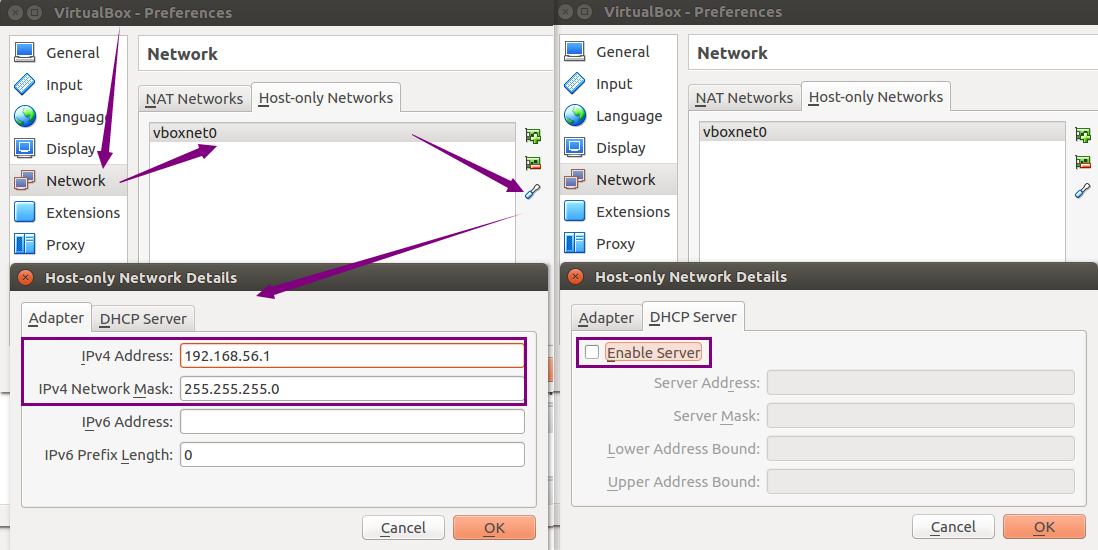 VirtualBox - Preferences
General
Input
Language
Display
Network
Extensions
Proxy
Network
NAT Networks
Host-only Networks
vboxnet0
Host-only Network Details
Adapter
DHCP Server
IPv4 Address: 192.168.56.1
IPv4 Network Mask: 255.255.255.0
IPv6 Address:
IPv6 Prefix Length: 0
Cancel
OK
VirtualBox - Preferences
General
Input
Language
Display
Network
Extensions
Proxy
Network
NAT Networks
Host-only Networks
vboxnet0
Host-only Network Details
Adapter
DHCP Server
Enable Server
Server Address:
Server Mask:
Lower Address Bound:
Upper Address Bound:
Cancel
OK